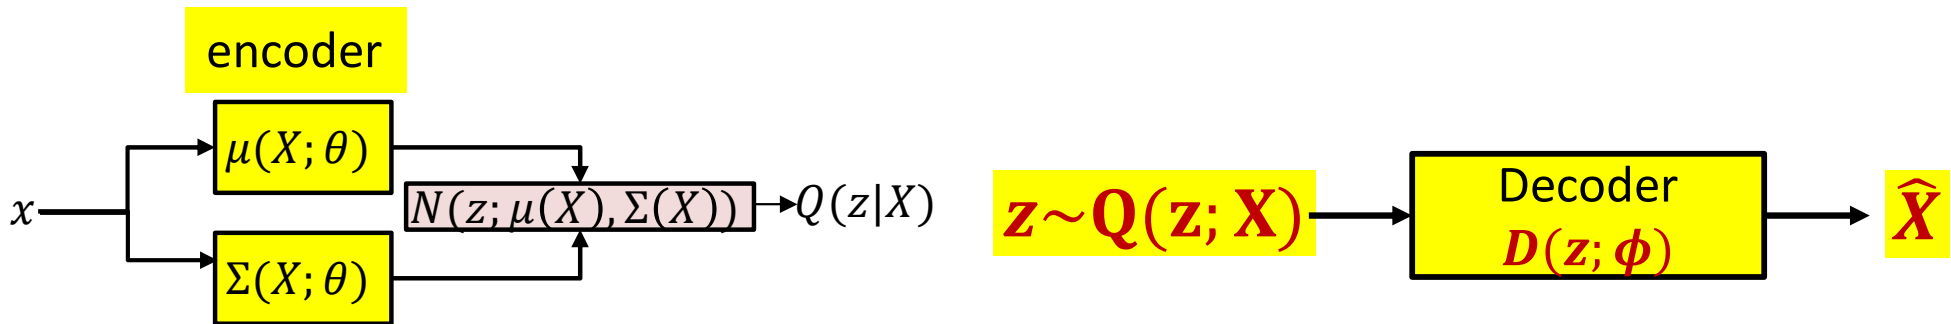 encoder
μ(X; θ)
x
N(z; μ(X), Σ(X))
Q(z|X)
Σ(X; θ)
z~Q(z; X)
Decoder
D(z; ϕ)
X̂